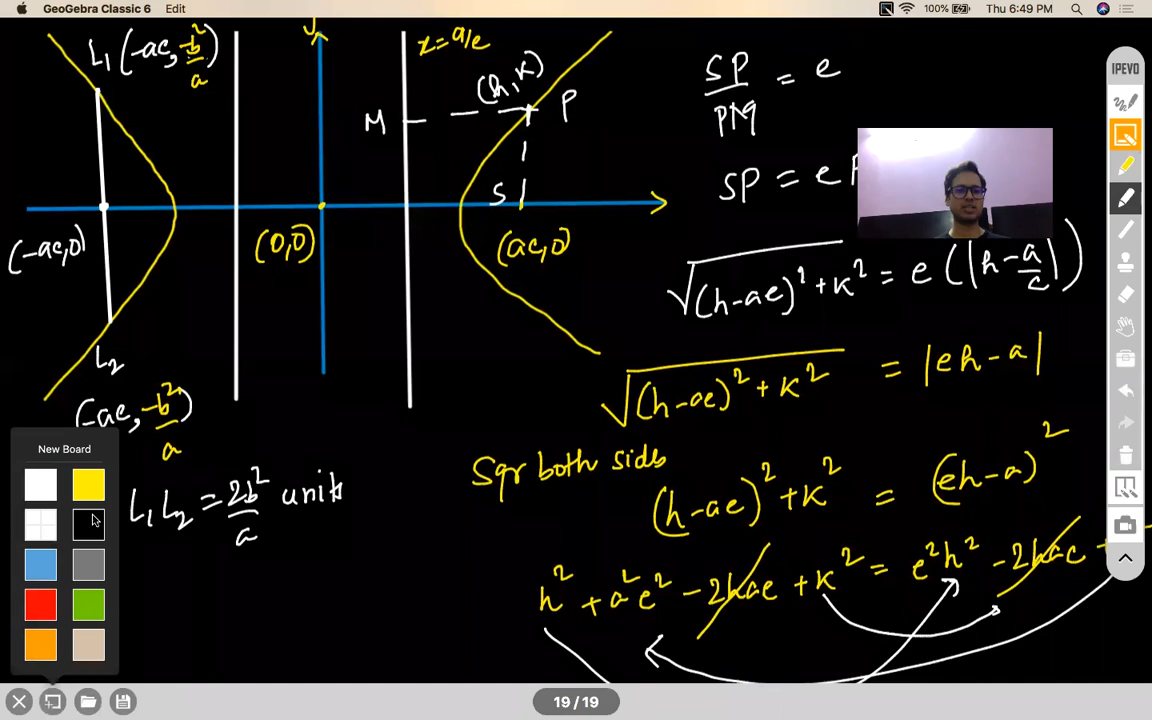 GeoGebra Classic 6 Edit
100% Thu 6:49 PM
IPEVO
L₁(-ae, -b²/a)
x=a/e
(h,k)
M
P
S
(-ae,0)
(0,0)
(ae,0)
L₂
(-ae, -b²/a)
L₁L₂ = 2b²/a units
SP/PM = e
SP = e
√(h-ae)²+k² = e(|h-a/e|)
√(h-ae)²+k² = |eh-a|
Sqr both sides
(h-ae)²+k² = (eh-a)²
h²+a²e²-2hae+k² = e²h²-2hae+
New Board
19 / 19